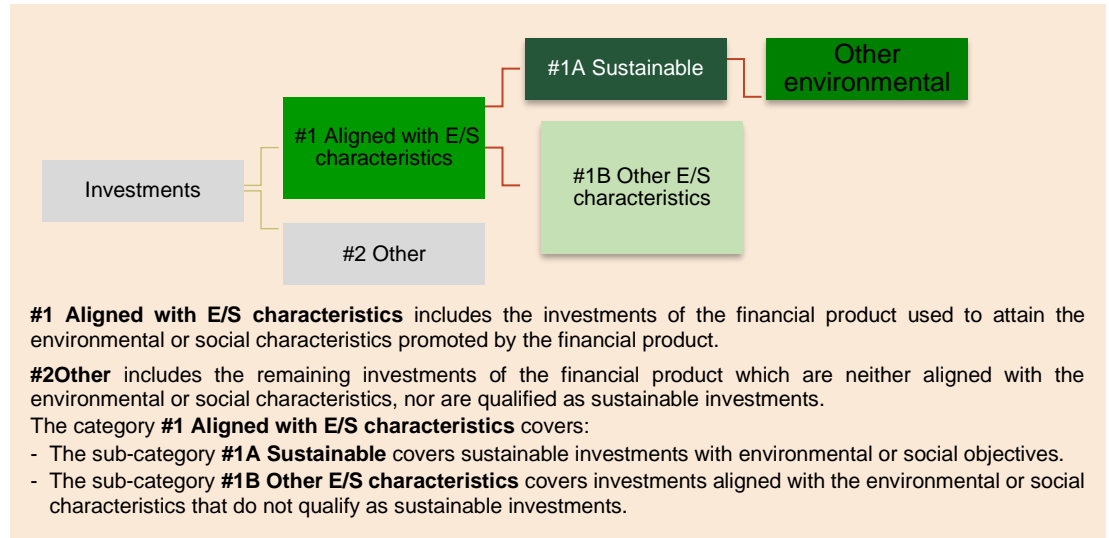 #1A Sustainable
Other
environmental
#1 Aligned with E/S
characteristics
#1B Other E/S
characteristics
Investments
#2 Other
#1 Aligned with E/S characteristics includes the investments of the financial product used to attain the
environmental or social characteristics promoted by the financial product.
#2Other includes the remaining investments of the financial product which are neither aligned with the
environmental or social characteristics, nor are qualified as sustainable investments.
The category #1 Aligned with E/S characteristics covers:
- The sub-category #1A Sustainable covers sustainable investments with environmental or social objectives.
- The sub-category #1B Other E/S characteristics covers investments aligned with the environmental or social
characteristics that do not qualify as sustainable investments.